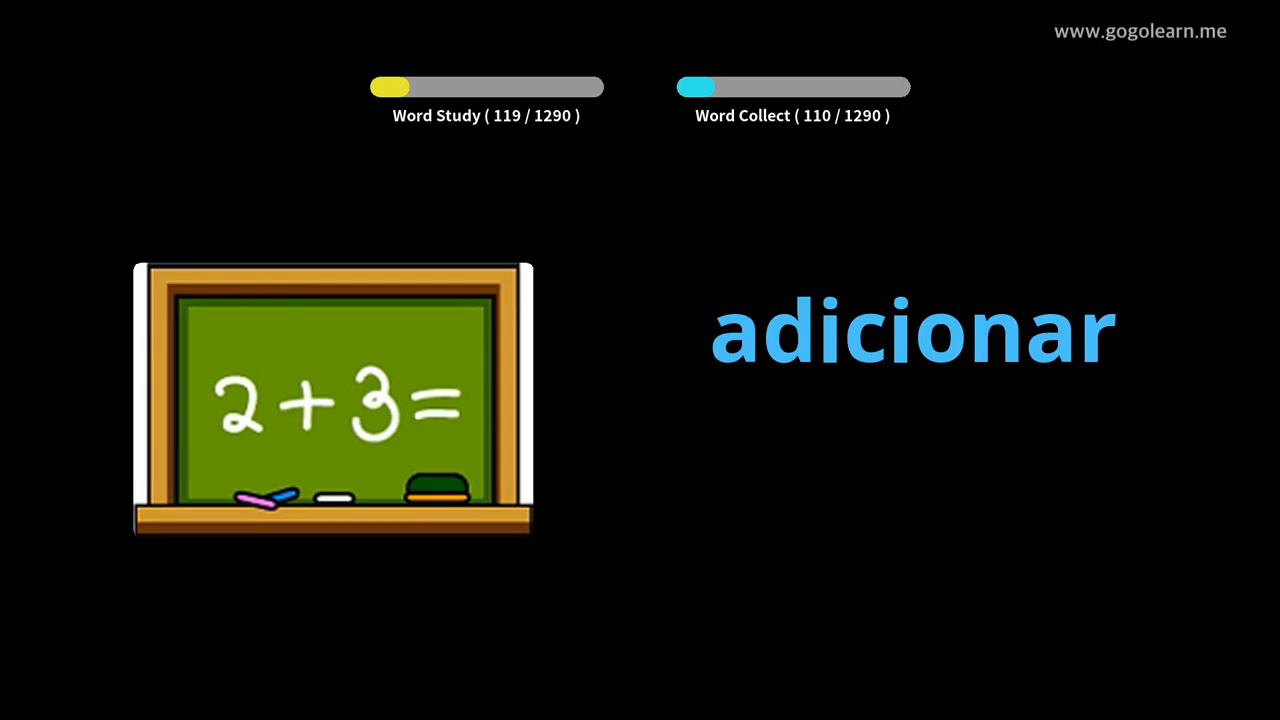 www.gogolearn.me
Word Study ( 119 / 1290 )
Word Collect ( 110 / 1290 )
adicionar
2 + 3 =